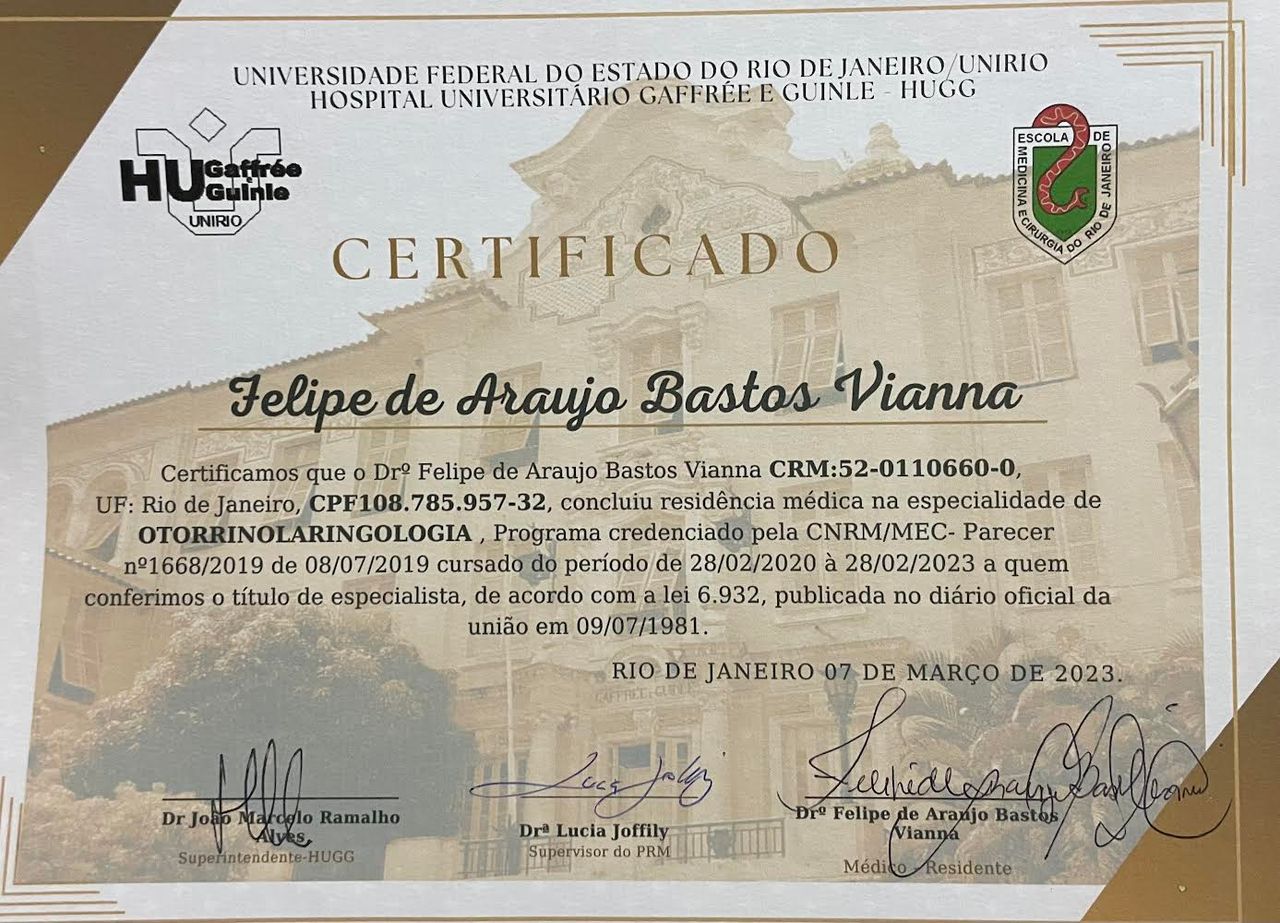 UNIVERSIDADE FEDERAL DO ESTADO DO RIO DE JANEIRO/UNIRIO
HOSPITAL UNIVERSITÁRIO GAFFRÉE E GUINLE - HUGG
HU Gaffrée
Guinle
UNIRIO
ESCOLA DE
MEDICINA E CIRURGIA DO RIO DE JANEIRO
CERTIFICADO
Felipe de Araujo Bastos Vianna
Certificamos que o Drº Felipe de Araujo Bastos Vianna CRM:52-0110660-0,
UF: Rio de Janeiro, CPF108.785.957-32, concluiu residência médica na especialidade de
OTORRINOLARINGOLOGIA , Programa credenciado pela CNRM/MEC- Parecer
nº1668/2019 de 08/07/2019 cursado do período de 28/02/2020 à 28/02/2023 a quem
conferimos o título de especialista, de acordo com a lei 6.932, publicada no diário oficial da
união em 09/07/1981.
RIO DE JANEIRO 07 DE MARÇO DE 2023.
GAFFRÉE E GUINLE
Dr João Marcelo Ramalho
Alves
Superintendente-HUGG
Drª Lucia Joffily
Supervisor do PRM
Drº Felipe de Araujo Bastos
Vianna
Médico - Residente